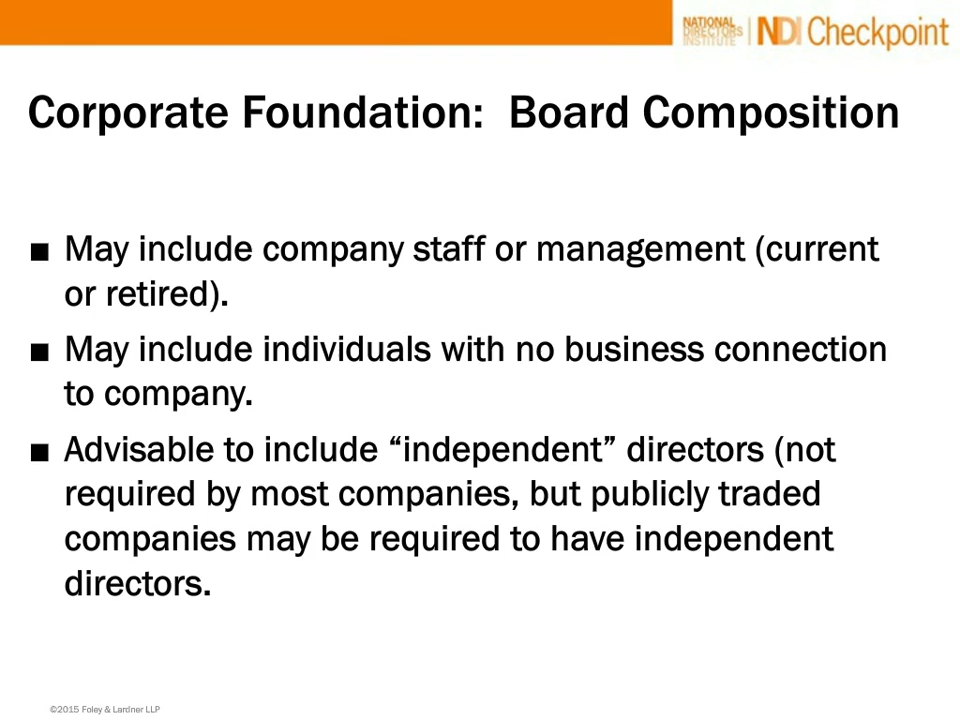 NATIONAL
DIRECTORS
INSTITUTE
NDI Checkpoint
Corporate Foundation:  Board Composition
■ May include company staff or management (current
or retired).
■ May include individuals with no business connection
to company.
■ Advisable to include “independent” directors (not
required by most companies, but publicly traded
companies may be required to have independent
directors.
©2015 Foley & Lardner LLP